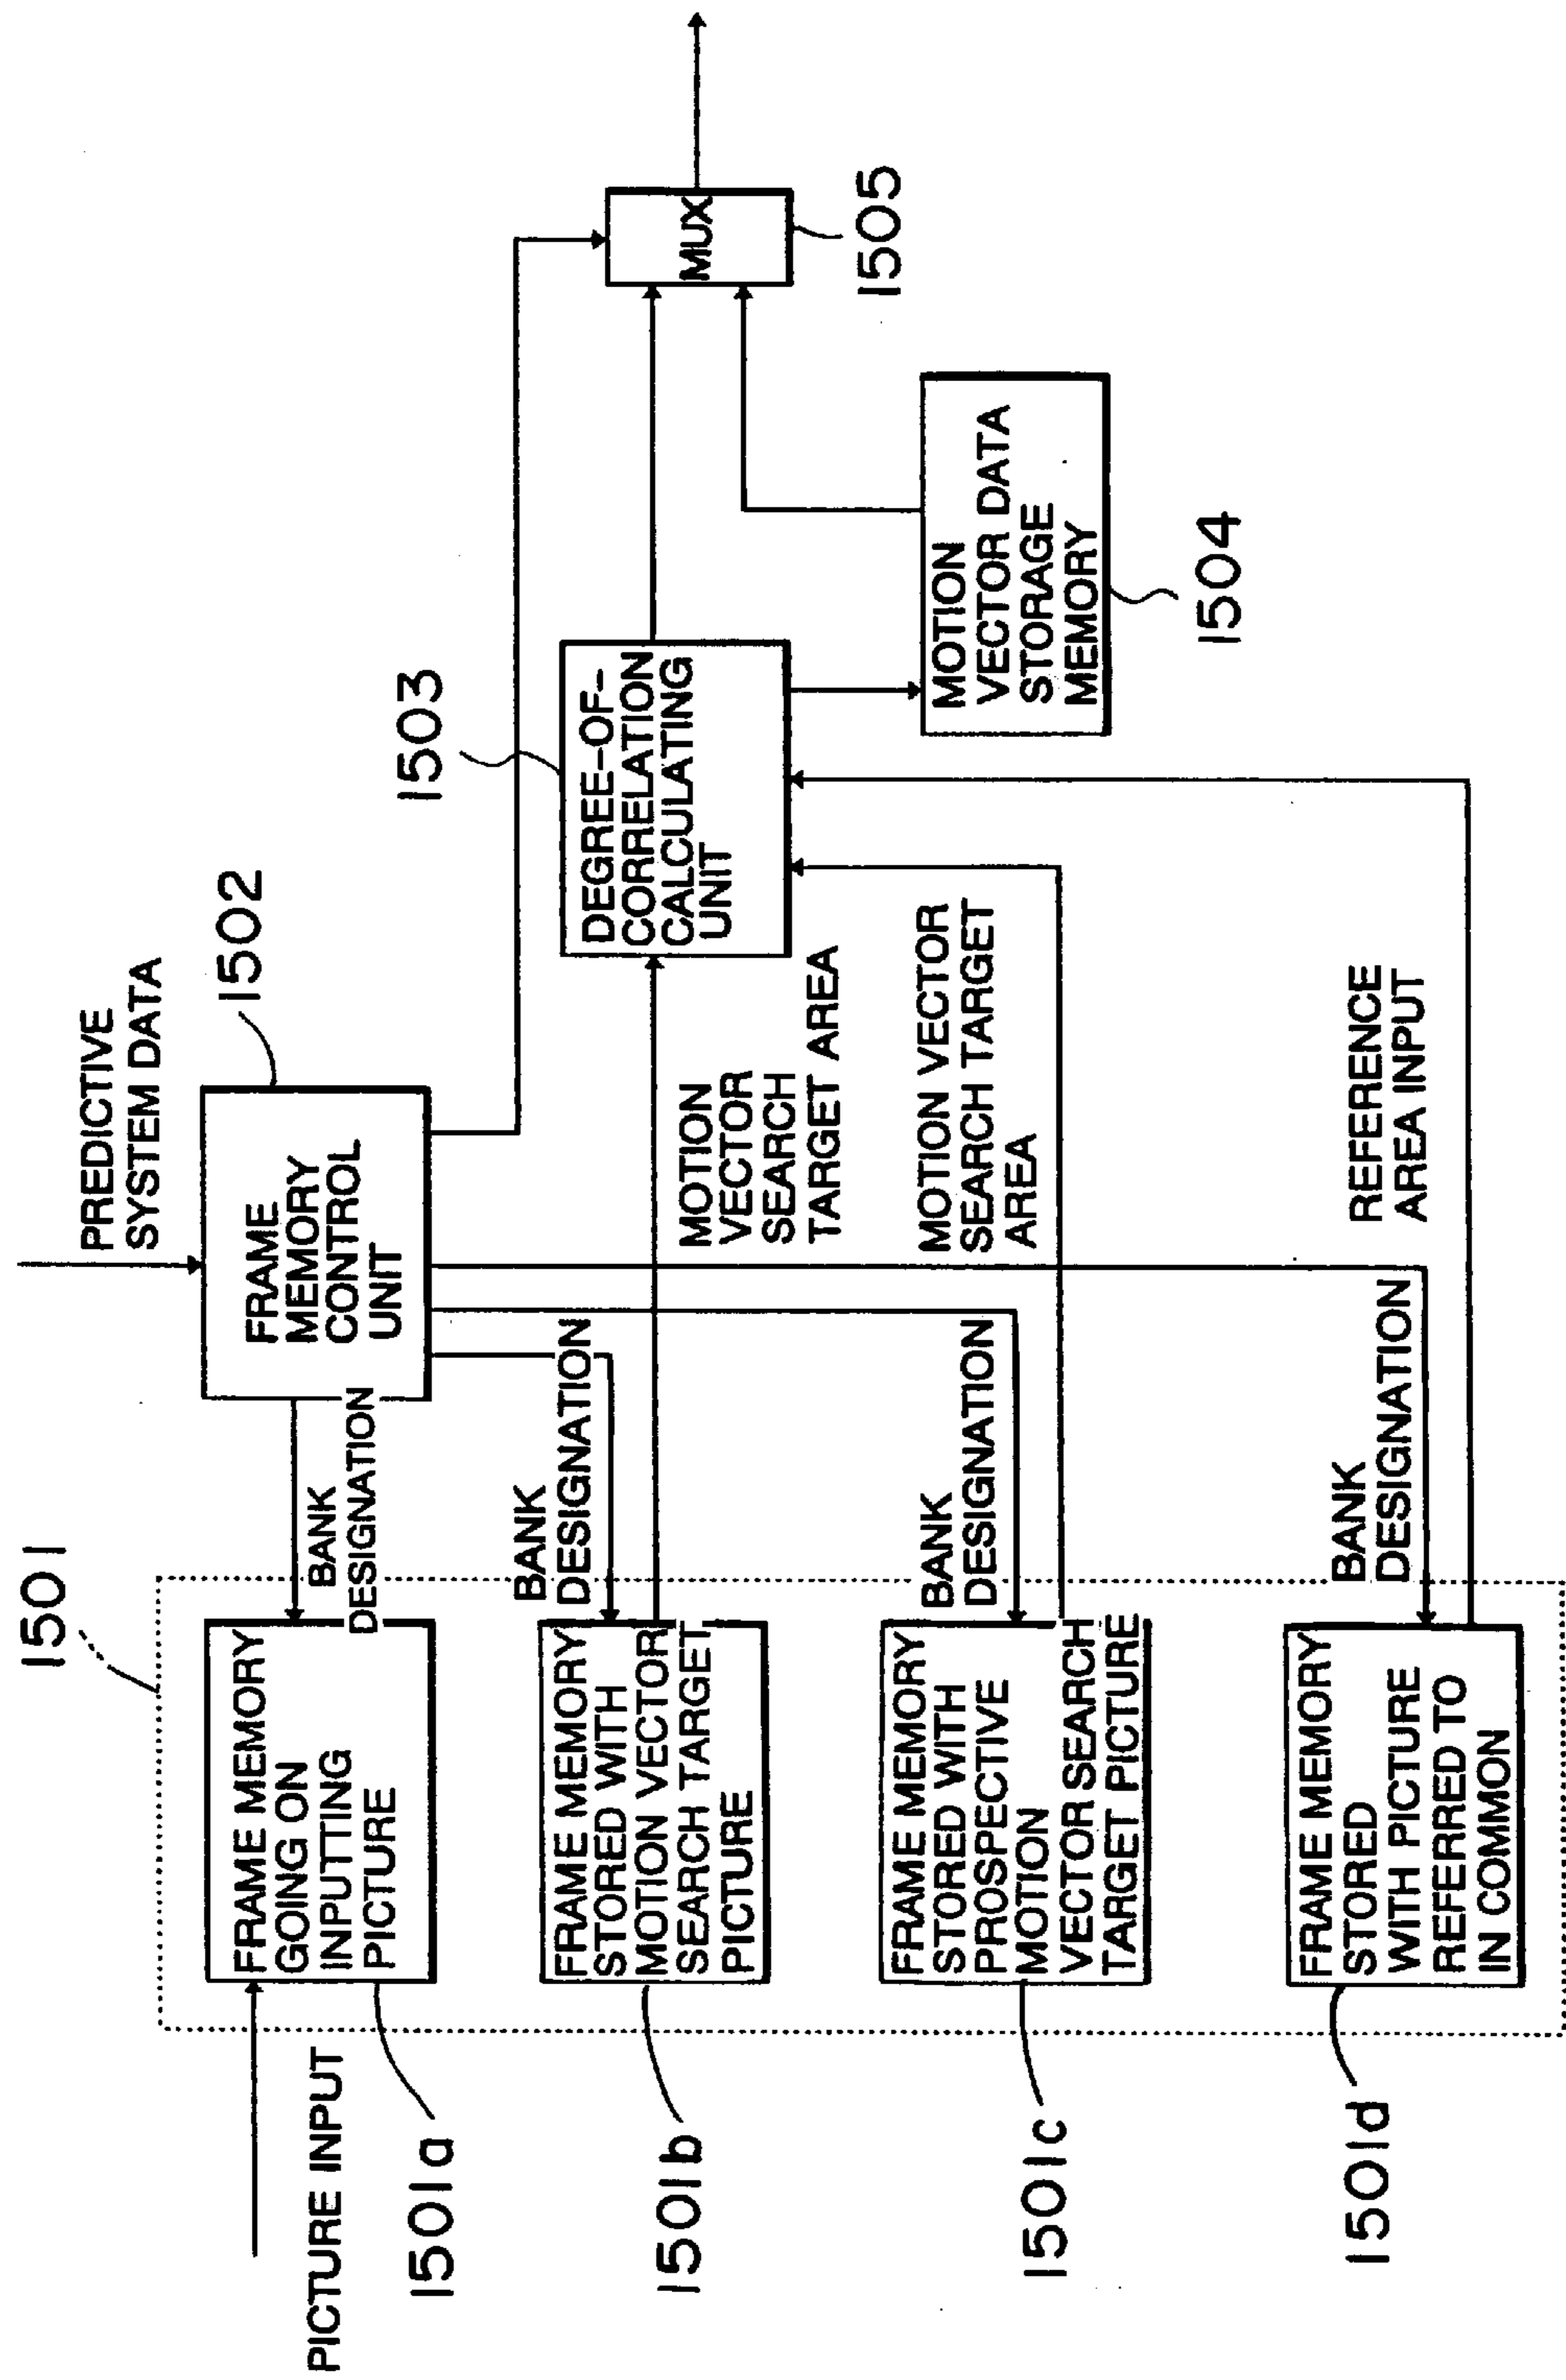 1501
PICTURE INPUT
FRAME MEMORY
GOING ON
INPUTTING
PICTURE
1501a
BANK
DESIGNATION
PREDICTIVE
SYSTEM DATA
FRAME
MEMORY
CONTROL
UNIT
1502
FRAME MEMORY
STORED WITH
MOTION VECTOR
SEARCH TARGET
PICTURE
1501b
BANK
DESIGNATION
MOTION
VECTOR
SEARCH
TARGET AREA
1503
DEGREE-OF-
CORRELATION
CALCULATING
UNIT
MUX
1505
FRAME MEMORY
STORED WITH
PROSPECTIVE
MOTION
VECTOR SEARCH
TARGET PICTURE
1501c
BANK
DESIGNATION
MOTION VECTOR
SEARCH TARGET
AREA
MOTION
VECTOR DATA
STORAGE
MEMORY
1504
FRAME MEMORY
STORED
WITH PICTURE
REFERRED TO
IN COMMON
1501d
BANK
DESIGNATION
REFERENCE
AREA INPUT